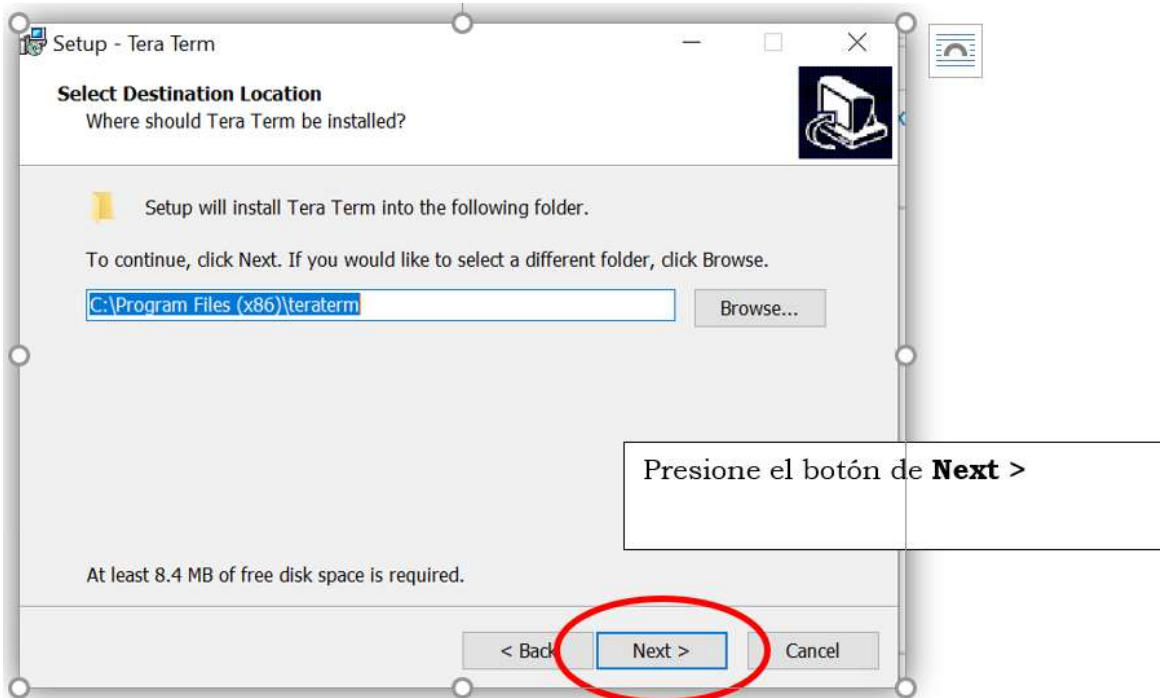 Setup - Tera Term
Select Destination Location
Where should Tera Term be installed?
Setup will install Tera Term into the following folder.
To continue, click Next. If you would like to select a different folder, click Browse.
C:\Program Files (x86)\teraterm
Browse...
Presione el botón de Next >
At least 8.4 MB of free disk space is required.
< Back
Next >
Cancel